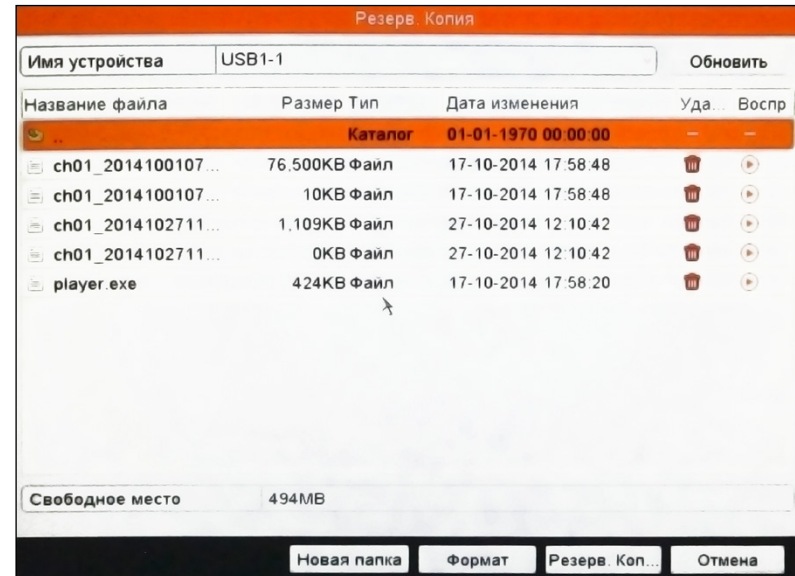 Резерв. Копия
Имя устройства USB1-1 Обновить
Название файла Размер Тип Дата изменения Уда... Воспр
.. Каталог 01-01-1970 00:00:00 — —
ch01_2014100107... 76,500KB Файл 17-10-2014 17:58:48
ch01_2014100107... 10KB Файл 17-10-2014 17:58:48
ch01_2014102711... 1,109KB Файл 27-10-2014 12:10:42
ch01_2014102711... 0KB Файл 27-10-2014 12:10:42
player.exe 424KB Файл 17-10-2014 17:58:20
Свободное место 494MB
Новая папка Формат Резерв. Коп... Отмена